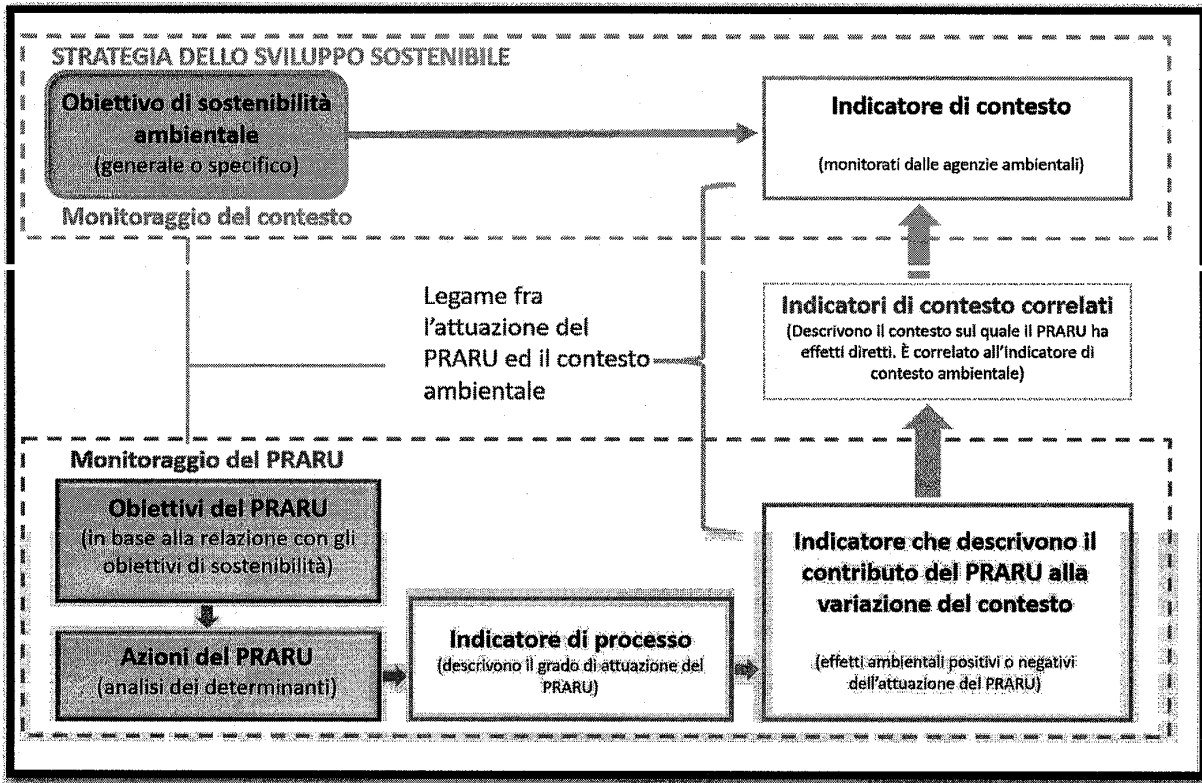 STRATEGIA DELLO SVILUPPO SOSTENIBILE
Obiettivo di sostenibilità
ambientale
(generale o specifico)
Monitoraggio del contesto
Indicatore di contesto
(monitorati dalle agenzie ambientali)
Legame fra
l'attuazione del
PRARU ed il contesto
ambientale
Indicatori di contesto correlati
(Descrivono il contesto sul quale il PRARU ha
effetti diretti. È correlato all'indicatore di
contesto ambientale)
Monitoraggio del PRARU
Obiettivi del PRARU
(in base alla relazione con gli
obiettivi di sostenibilità)
Azioni del PRARU
(analisi dei determinanti)
Indicatore di processo
(descrivono il grado di attuazione del
PRARU)
Indicatore che descrivono il
contributo del PRARU alla
variazione del contesto
(effetti ambientali positivi o negativi
dell'attuazione del PRARU)